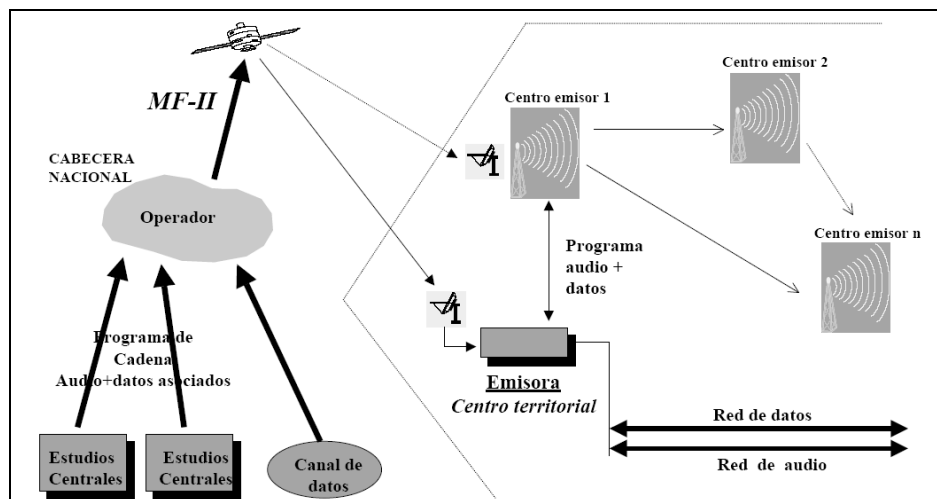 MF-II
CABECERA
NACIONAL
Operador
Programa de
Cadena
Audio+datos asociados
Estudios
Centrales
Estudios
Centrales
Canal de
datos
Centro emisor 1
Centro emisor 2
Centro emisor n
Programa
audio +
datos
Emisora
Centro territorial
Red de datos
Red de audio